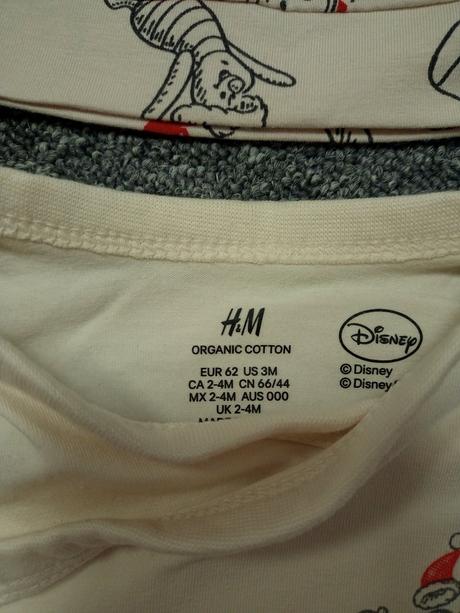 H&M
ORGANIC COTTON
EUR 62 US 3M
CA 2-4M CN 66/44
MX 2-4M AUS 000
UK 2-4M
Disney
© Disney
© Disney